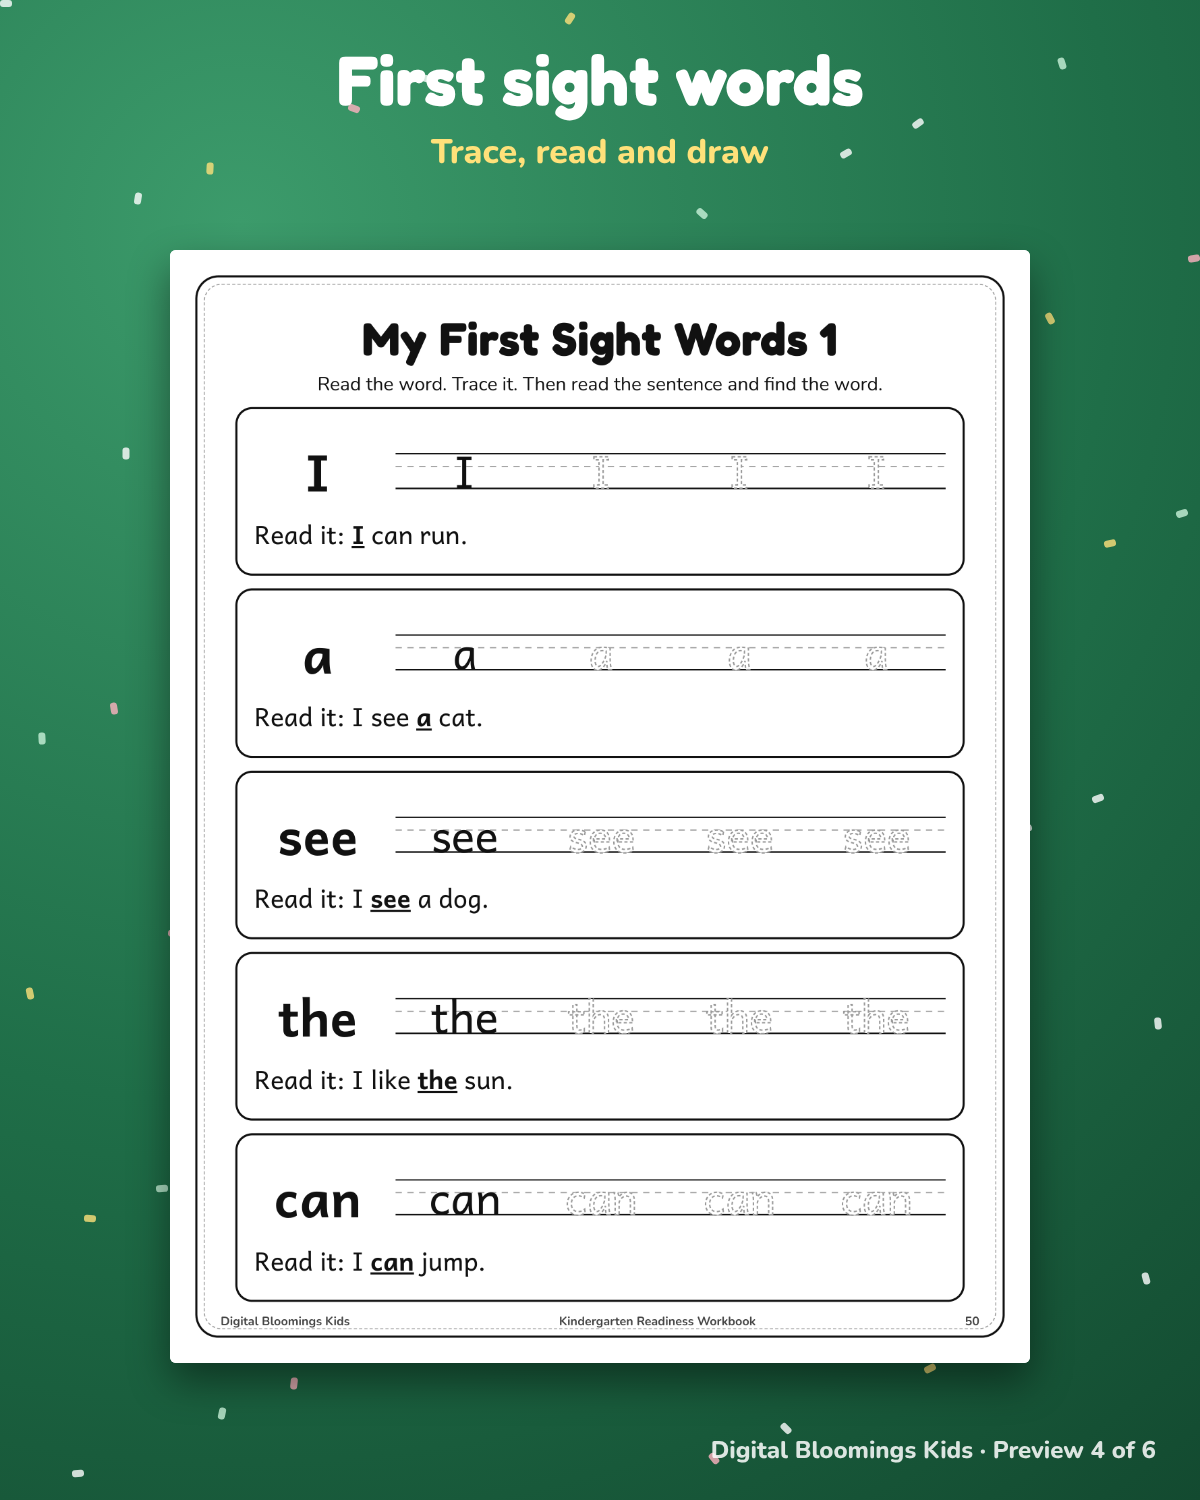 First sight words
Trace, read and draw
My First Sight Words 1
Read the word. Trace it. Then read the sentence and find the word.
I I I I I
Read it: I can run.
a a a a a
Read it: I see a cat.
see see see see see
Read it: I see a dog.
the the the the the
Read it: I like the sun.
can can can can can
Read it: I can jump.
Digital Bloomings Kids Kindergarten Readiness Workbook 50
Digital Bloomings Kids · Preview 4 of 6